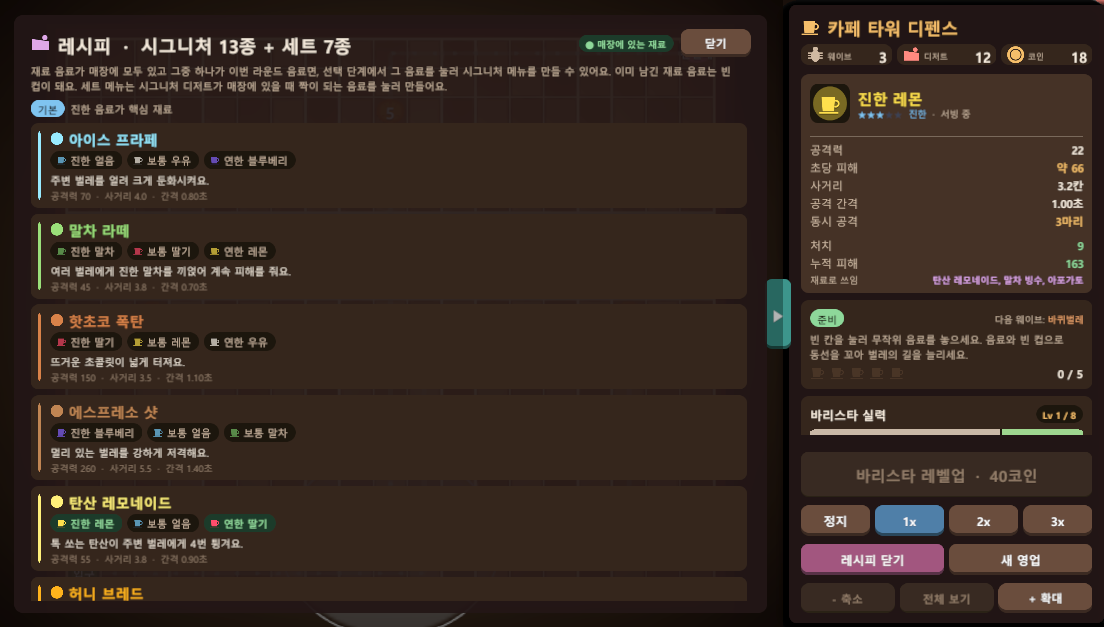 레시피 · 시그니처 13종 + 세트 7종
매장에 있는 재료
닫기
재료 음료가 매장에 모두 있고 그중 하나가 이번 라운드 음료면, 선택 단계에서 그 음료를 눌러 시그니처 메뉴를 만들 수 있어요. 이미 남긴 재료 음료는 빈
컵이 돼요. 세트 메뉴는 시그니처 디저트가 매장에 있을 때 짝이 되는 음료를 눌러 만들어요.
기본 진한 음료가 핵심 재료
아이스 프라페
진한 얼음 보통 우유 연한 블루베리
주변 벌레를 얼려 크게 둔화시켜요.
공격력 70 · 사거리 4.0 · 간격 0.80초
말차 라떼
진한 말차 보통 딸기 연한 레몬
여러 벌레에게 진한 말차를 끼얹어 계속 피해를 줘요.
공격력 45 · 사거리 3.8 · 간격 0.70초
핫초코 폭탄
진한 딸기 보통 레몬 연한 우유
뜨거운 초콜릿이 넓게 터져요.
공격력 150 · 사거리 3.5 · 간격 1.10초
에스프레소 샷
진한 블루베리 보통 얼음 보통 말차
멀리 있는 벌레를 강하게 저격해요.
공격력 260 · 사거리 5.5 · 간격 1.40초
탄산 레모네이드
진한 레몬 보통 얼음 연한 딸기
톡 쏘는 탄산이 주변 벌레에게 4번 튕겨요.
공격력 55 · 사거리 3.8 · 간격 0.90초
허니 브레드
카페 타워 디펜스
웨이브 3 디저트 12 코인 18
진한 레몬
★★★★★ 진한 · 서빙 중
공격력 22
초당 피해 약 66
사거리 3.2칸
공격 간격 1.00초
동시 공격 3마리
처치 9
누적 피해 163
재료로 쓰임 탄산 레모네이드, 말차 빙수, 아포가토
준비 다음 웨이브: 바퀴벌레
빈 칸을 눌러 무작위 음료를 놓으세요. 음료와 빈 컵으로
동선을 꼬아 벌레의 길을 늘리세요.
0 / 5
바리스타 실력 Lv 1 / 8
바리스타 레벨업 · 40코인
정지 1x 2x 3x
레시피 닫기 새 영업
- 축소 전체 보기 + 확대